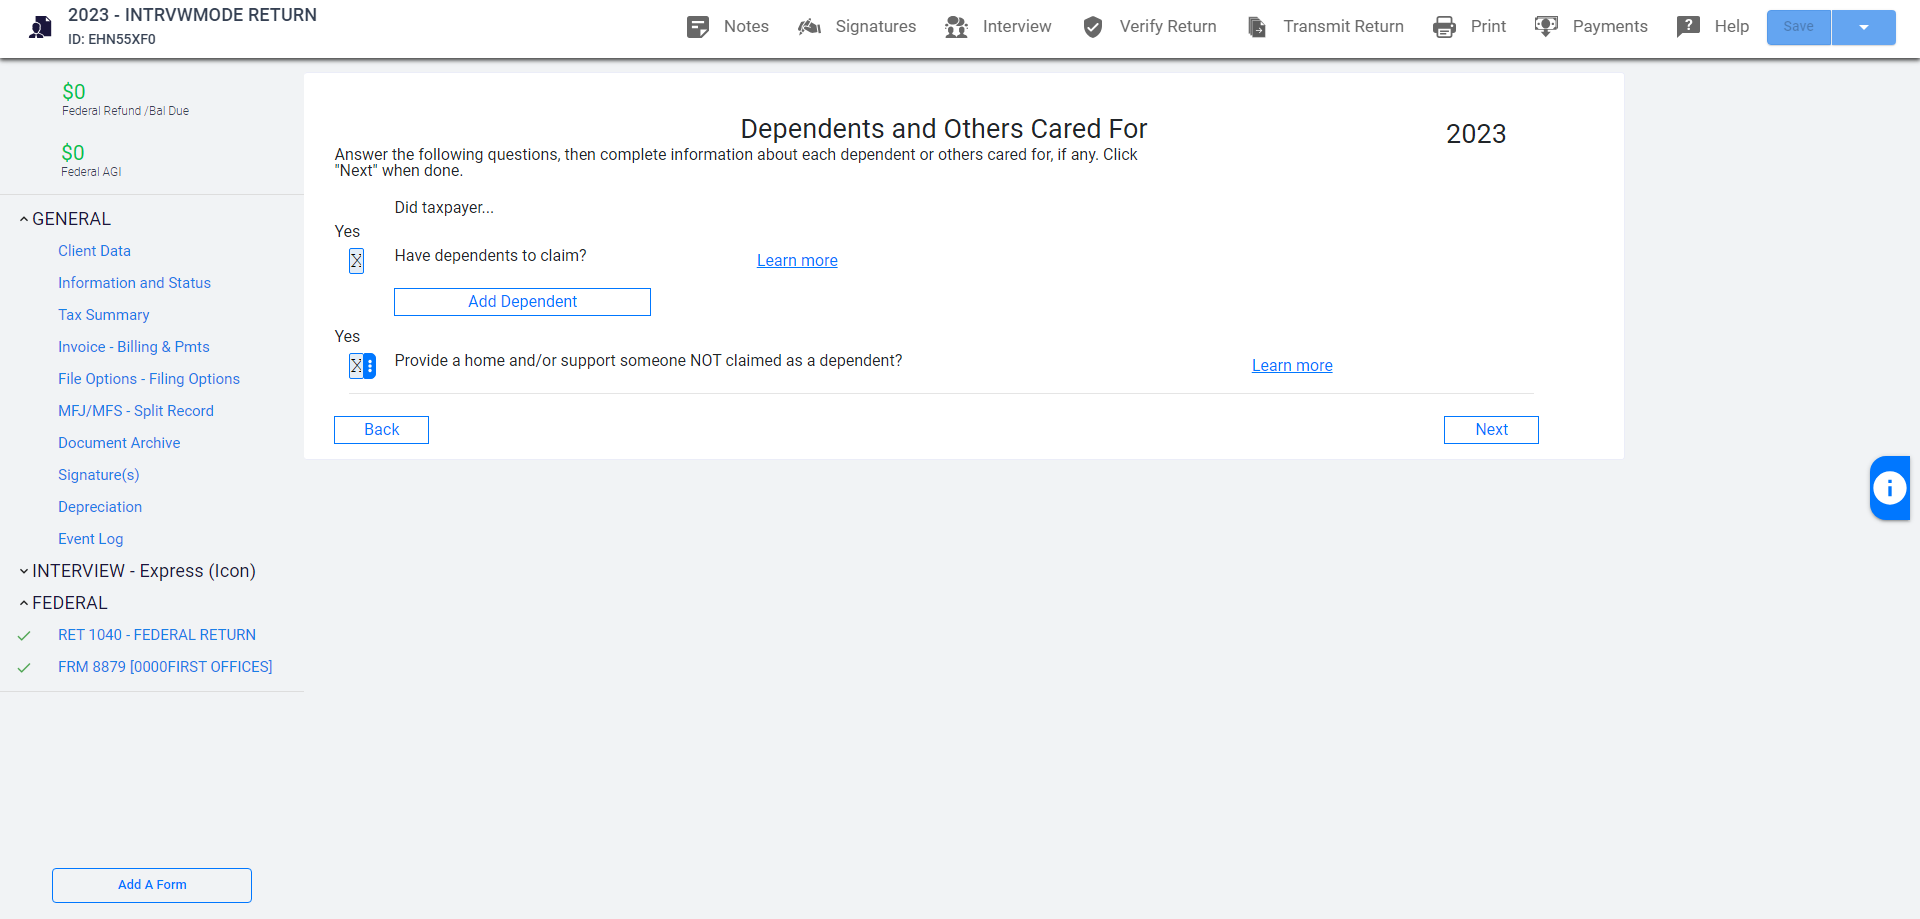 2023 - INTRVWMODE RETURN
ID: EHN55XF0
Notes
Signatures
Interview
Verify Return
Transmit Return
Print
Payments
Help
Save
$0
Federal Refund /Bal Due
$0
Federal AGI
GENERAL
Client Data
Information and Status
Tax Summary
Invoice - Billing & Pmts
File Options - Filing Options
MFJ/MFS - Split Record
Document Archive
Signature(s)
Depreciation
Event Log
INTERVIEW - Express (Icon)
FEDERAL
RET 1040 - FEDERAL RETURN
FRM 8879 [0000FIRST OFFICES]
Add A Form
Dependents and Others Cared For
2023
Answer the following questions, then complete information about each dependent or others cared for, if any. Click
"Next" when done.
Did taxpayer...
Yes
X Have dependents to claim? Learn more
Add Dependent
Yes
X Provide a home and/or support someone NOT claimed as a dependent? Learn more
Back
Next